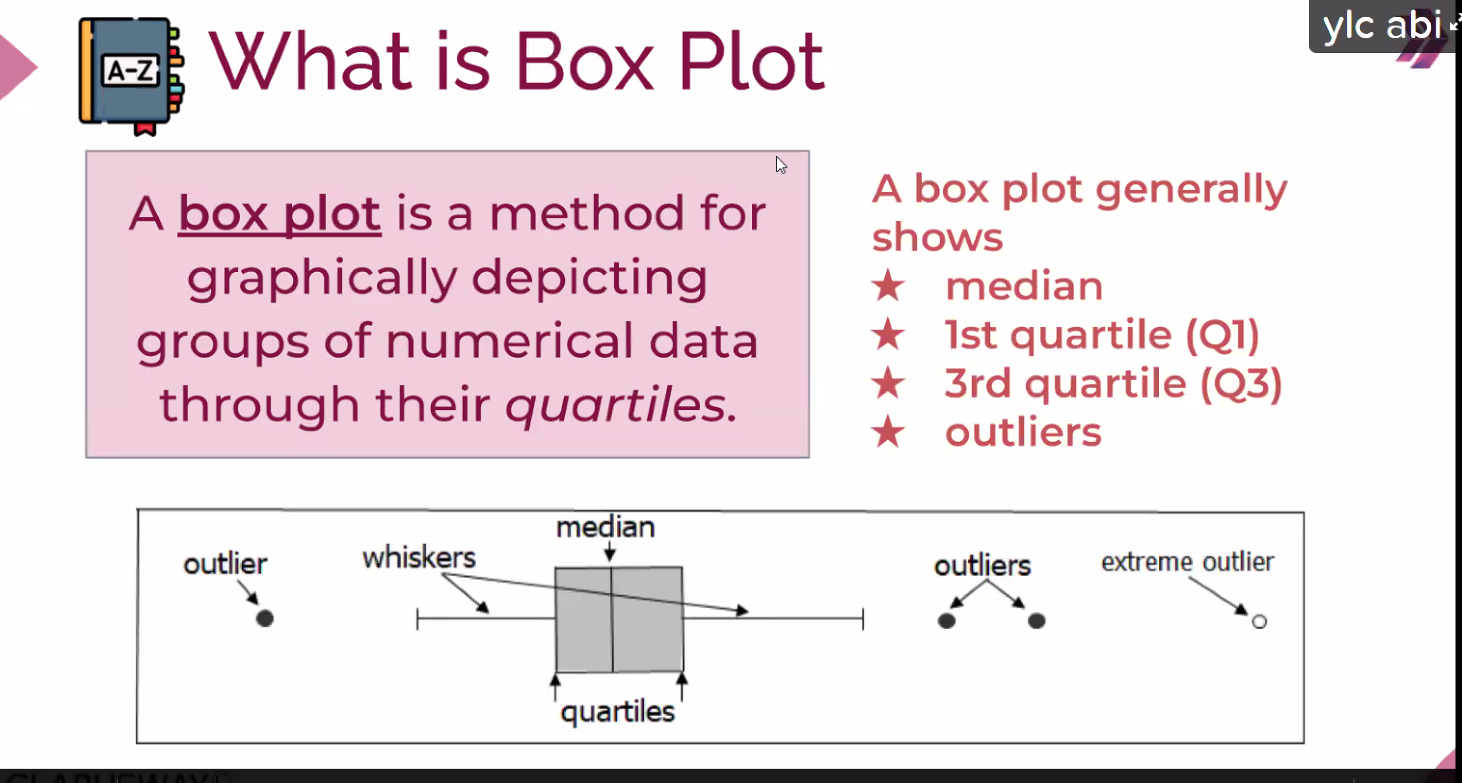 ylc abi
A-Z
What is Box Plot
A box plot is a method for
graphically depicting
groups of numerical data
through their quartiles.
A box plot generally
shows
★ median
★ 1st quartile (Q1)
★ 3rd quartile (Q3)
★ outliers
median
outlier
whiskers
outliers
extreme outlier
quartiles